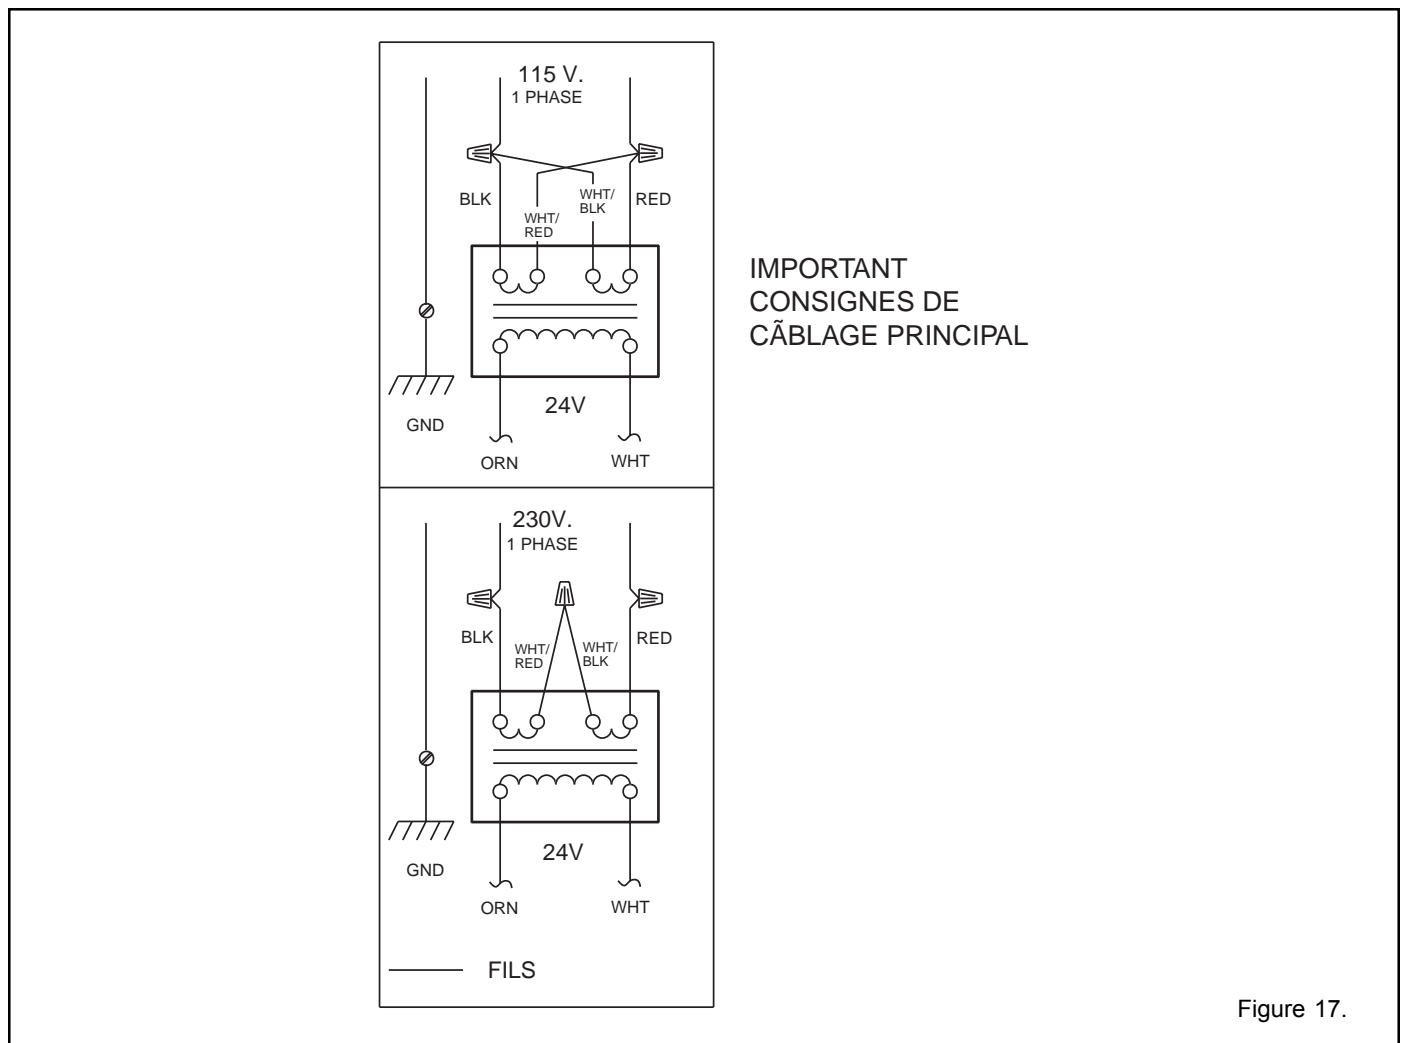 115 V.
1 PHASE
BLK
WHT/
RED
WHT/
BLK
RED
24V
GND
ORN
WHT
IMPORTANT
CONSIGNES DE
CÃBLAGE PRINCIPAL
230V.
1 PHASE
BLK
WHT/
RED
WHT/
BLK
RED
24V
GND
ORN
WHT
FILS
Figure 17.